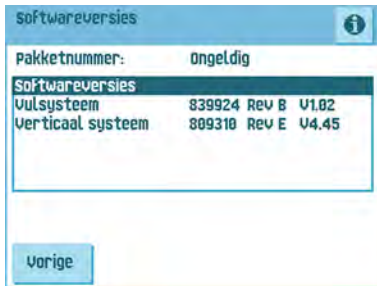 Softwareversies
Pakketnummer: Ongeldig
Softwareversies
Vulsysteem 839924 Rev B V1.02
Verticaal systeem 809310 Rev E V4.45
Vorige